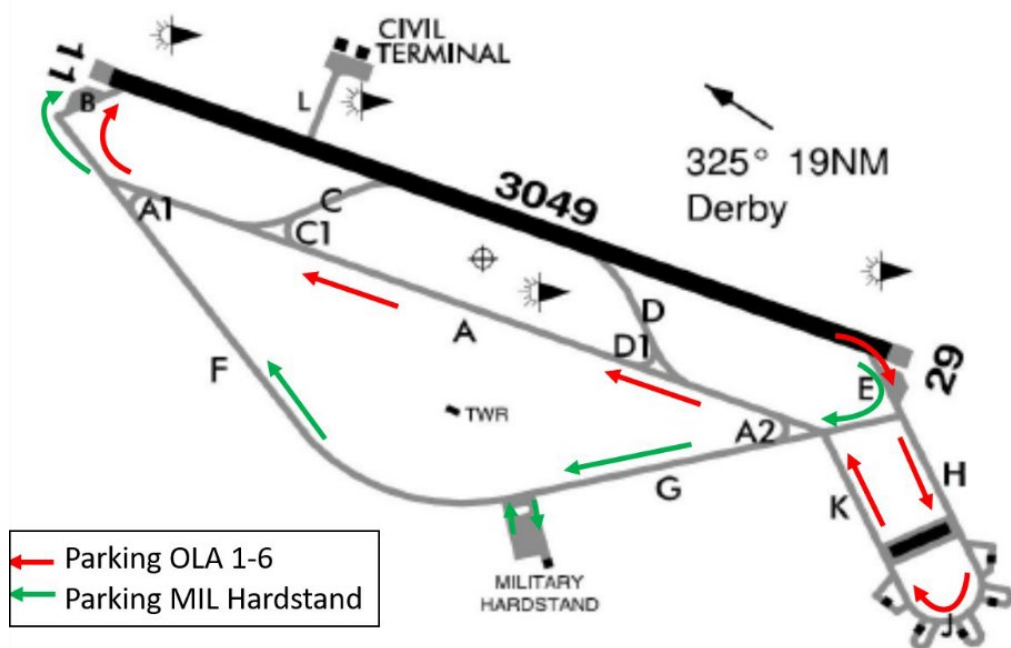 CIVIL
TERMINAL
11
B
L
325° 19NM
Derby
3049
C
A1
C1
D
A
D1
E
29
F
TWR
A2
G
H
K
J
MILITARY
HARDSTAND
Parking OLA 1-6
Parking MIL Hardstand